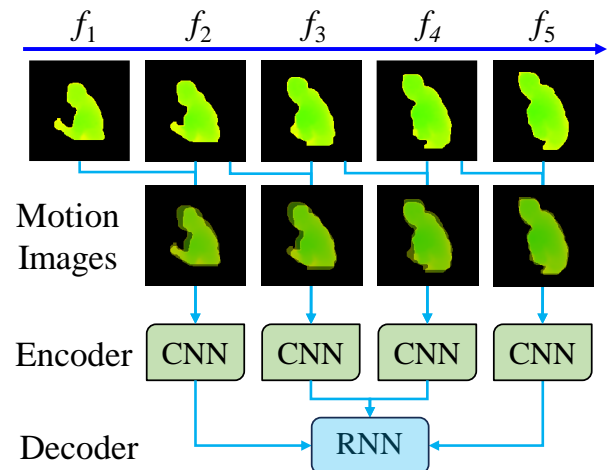 f1 f2 f3 f4 f5
Motion
Images
Encoder CNN CNN CNN CNN
Decoder RNN